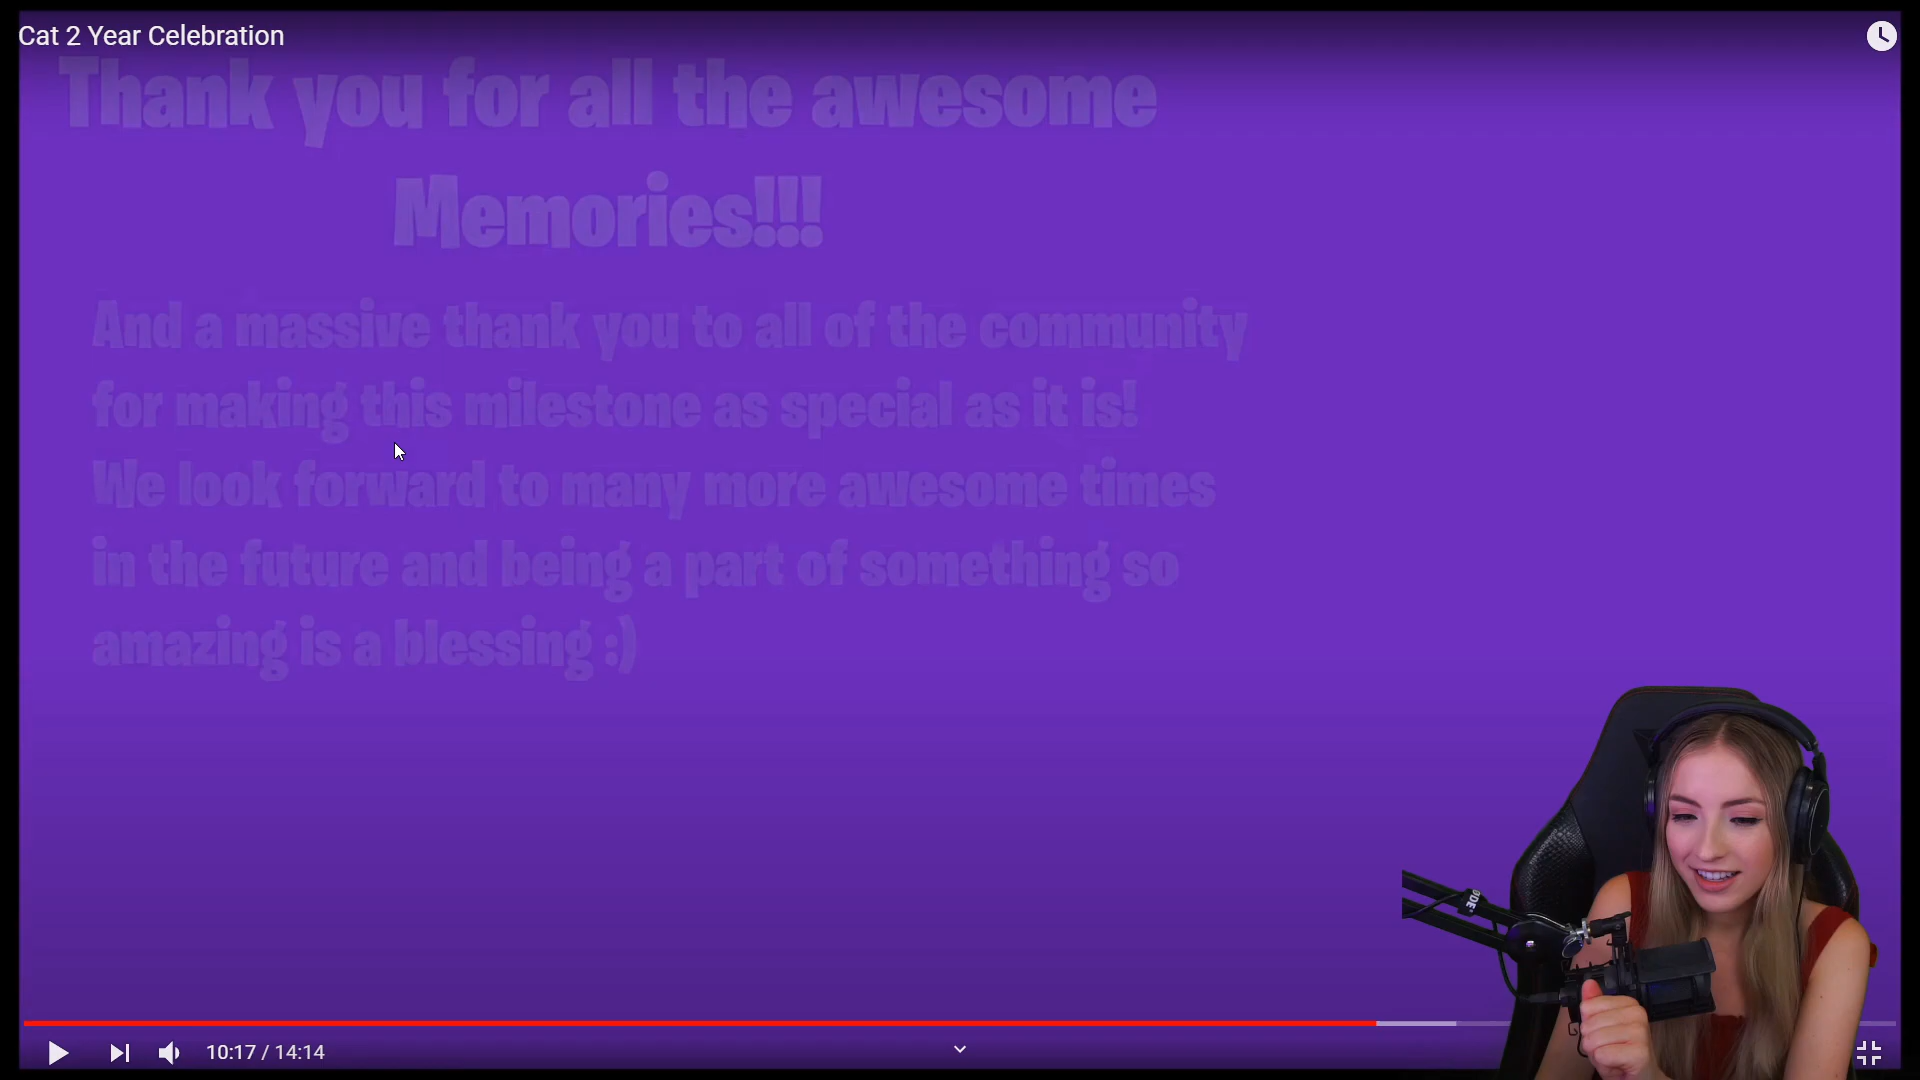 Cat 2 Year Celebration
Thank you for all the awesome
Memories!!!
And a massive thank you to all of the community
for making this milestone as special as it is!
We look forward to many more awesome times
in the future and being a part of something so
amazing is a blessing :)
10:17 / 14:14